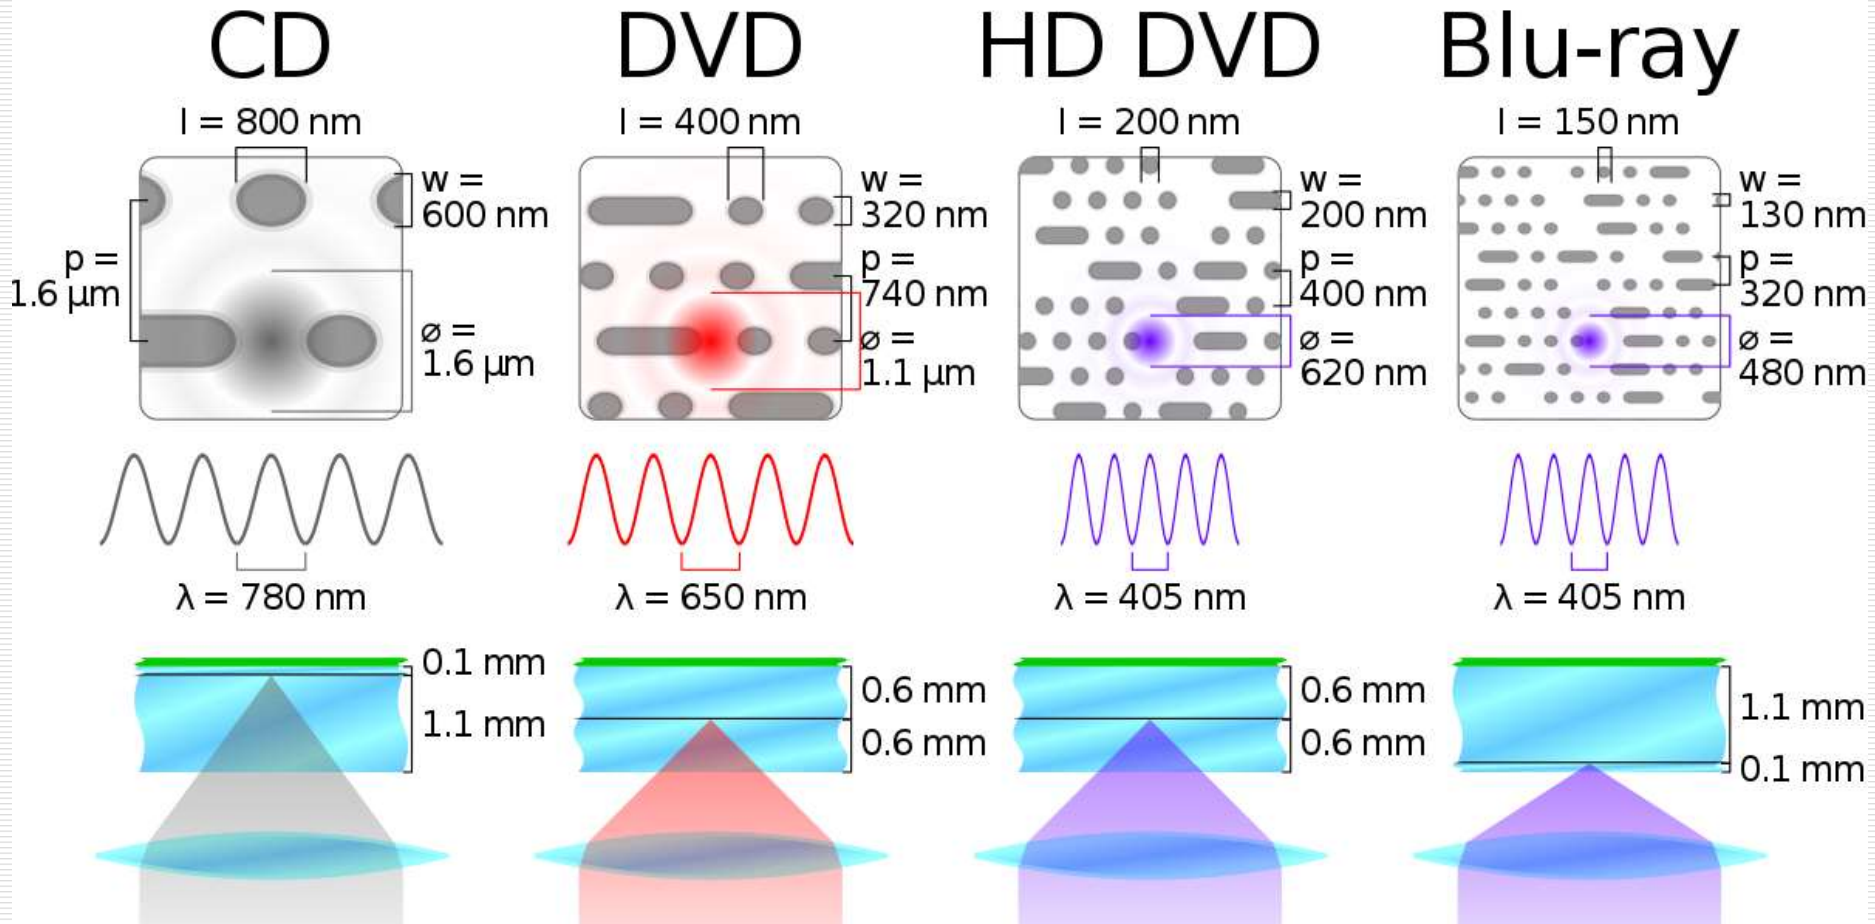 CD
l = 800 nm
w =
600 nm
p =
1.6 µm
ø =
1.6 µm
λ = 780 nm
0.1 mm
1.1 mm
DVD
l = 400 nm
w =
320 nm
p =
740 nm
ø =
1.1 µm
λ = 650 nm
0.6 mm
0.6 mm
HD DVD
l = 200 nm
w =
200 nm
p =
400 nm
ø =
620 nm
λ = 405 nm
0.6 mm
0.6 mm
Blu-ray
l = 150 nm
w =
130 nm
p =
320 nm
ø =
480 nm
λ = 405 nm
1.1 mm
0.1 mm